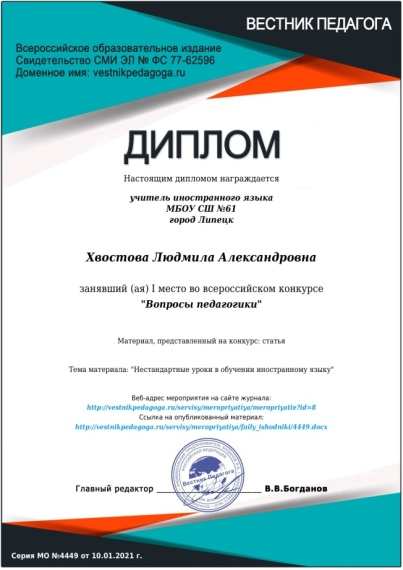 ВЕСТНИК ПЕДАГОГА
Всероссийское образовательное издание
Свидетельство СМИ ЭЛ № ФС 77-62596
Доменное имя: vestnikpedagoga.ru
ДИПЛОМ
Настоящим дипломом награждается
учитель иностранного языка
МБОУ СШ №61
город Липецк
Хвостова Людмила Александровна
занявший (ая) I место во всероссийском конкурсе
"Вопросы педагогики"
Материал, представленный на конкурс: статья
Тема материала: "Нестандартные уроки в обучении иностранному языку"
Веб-адрес мероприятия на сайте журнала:
http://vestnikpedagoga.ru/servisy/meropriyatiya/meropriyatie?id=8
Ссылка на опубликованный материал:
http://vestnikpedagoga.ru/servisy/meropriyatiya/faily_ishodniki/4449.docx
Вестник Педагога
Главный редактор
В.В.Богданов
Серия МО №4449 от 10.01.2021 г.